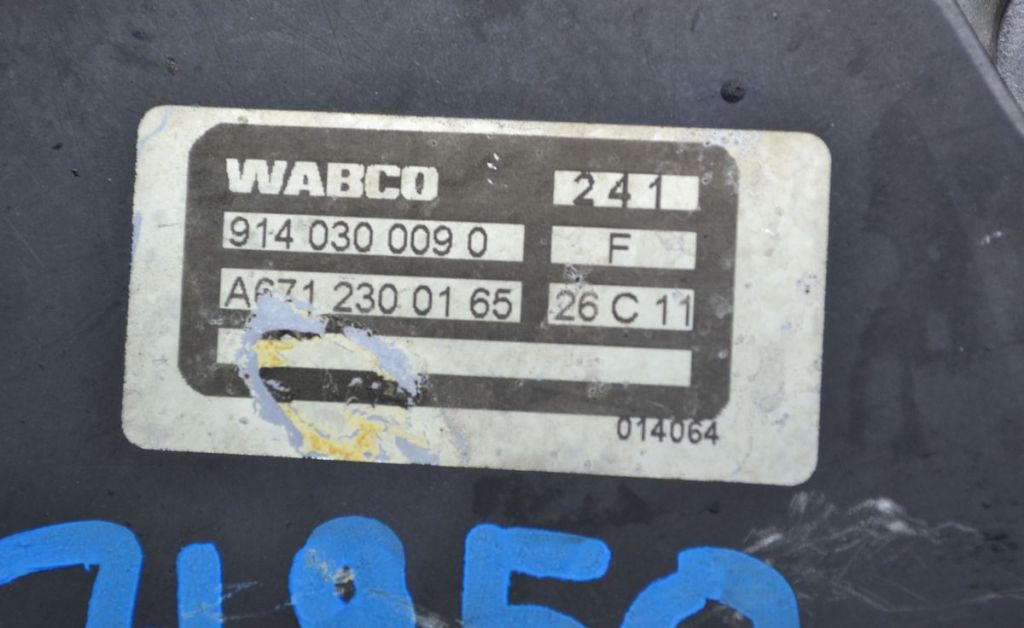 WABCO 241
914 030 009 0 F
A671 230 01 65 26 C 11
014064